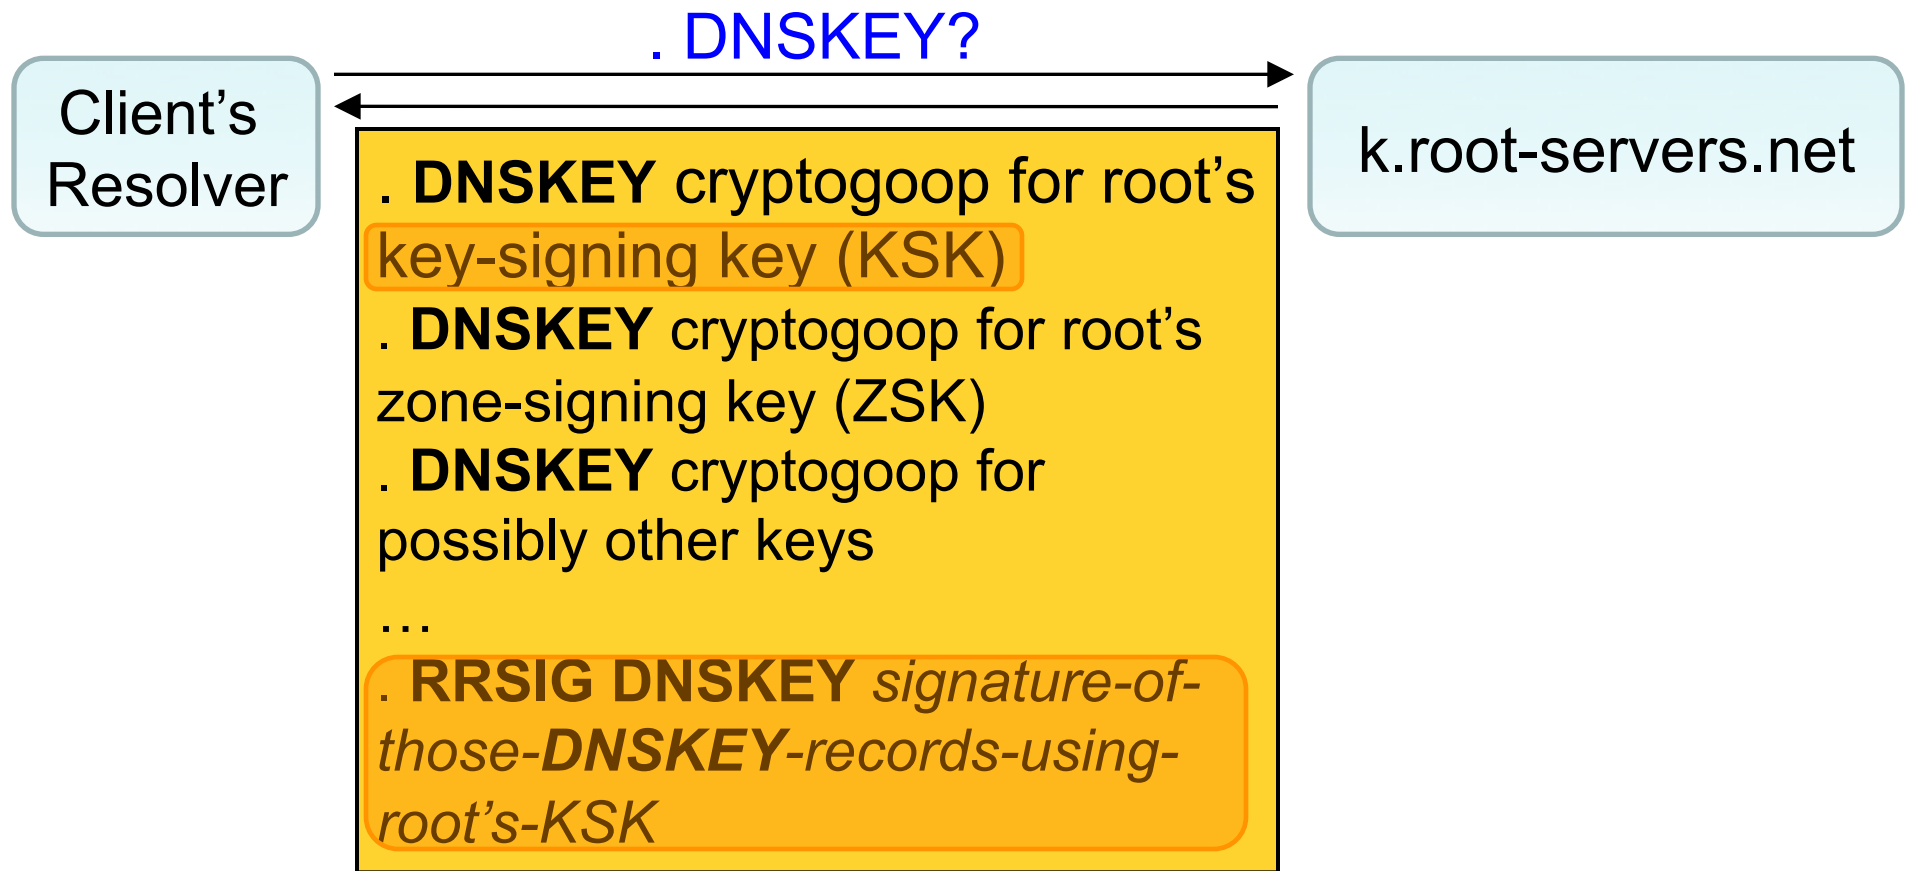 . DNSKEY?
Client’s
Resolver
k.root-servers.net
. DNSKEY cryptogoop for root’s
key-signing key (KSK)
. DNSKEY cryptogoop for root’s
zone-signing key (ZSK)
. DNSKEY cryptogoop for
possibly other keys
…
. RRSIG DNSKEY signature-of-
those-DNSKEY-records-using-
root’s-KSK